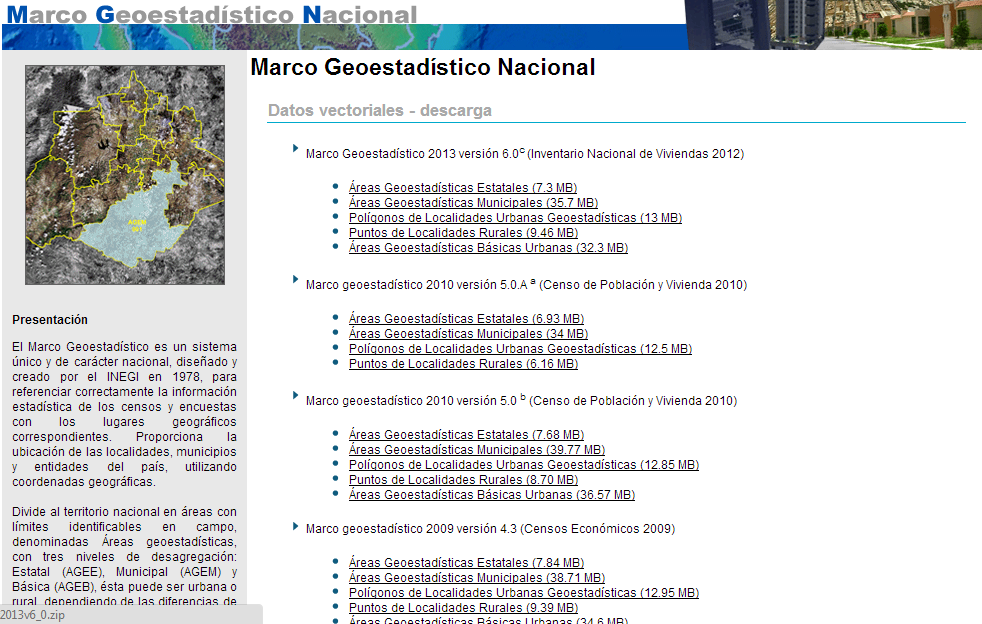 Marco Geoestadístico Nacional
Marco Geoestadístico Nacional
Datos vectoriales - descarga
Marco Geoestadístico 2013 versión 6.0c (Inventario Nacional de Viviendas 2012)
Áreas Geoestadísticas Estatales (7.3 MB)
Áreas Geoestadísticas Municipales (35.7 MB)
Polígonos de Localidades Urbanas Geoestadísticas (13 MB)
Puntos de Localidades Rurales (9.46 MB)
Áreas Geoestadísticas Básicas Urbanas (32.3 MB)
Marco geoestadístico 2010 versión 5.0.A a (Censo de Población y Vivienda 2010)
Áreas Geoestadísticas Estatales (6.93 MB)
Áreas Geoestadísticas Municipales (34 MB)
Polígonos de Localidades Urbanas Geoestadísticas (12.5 MB)
Puntos de Localidades Rurales (6.16 MB)
Marco geoestadístico 2010 versión 5.0 b (Censo de Población y Vivienda 2010)
Áreas Geoestadísticas Estatales (7.68 MB)
Áreas Geoestadísticas Municipales (39.77 MB)
Polígonos de Localidades Urbanas Geoestadísticas (12.85 MB)
Puntos de Localidades Rurales (8.70 MB)
Áreas Geoestadísticas Básicas Urbanas (36.57 MB)
Marco geoestadístico 2009 versión 4.3 (Censos Económicos 2009)
Áreas Geoestadísticas Estatales (7.84 MB)
Áreas Geoestadísticas Municipales (38.71 MB)
Polígonos de Localidades Urbanas Geoestadísticas (12.95 MB)
Puntos de Localidades Rurales (9.39 MB)
Áreas Geoestadísticas Básicas Urbanas (34.6 MB)
Presentación
El Marco Geoestadístico es un sistema
único y de carácter nacional, diseñado y
creado por el INEGI en 1978, para
referenciar correctamente la información
estadística de los censos y encuestas
con los lugares geográficos
correspondientes. Proporciona la
ubicación de las localidades, municipios
y entidades del país, utilizando
coordenadas geográficas.
Divide al territorio nacional en áreas con
límites identificables en campo,
denominadas Áreas geoestadísticas,
con tres niveles de desagregación:
Estatal (AGEE), Municipal (AGEM) y
Básica (AGEB), ésta puede ser urbana o
rural, dependiendo de las diferencias de
2013v6_0.zip